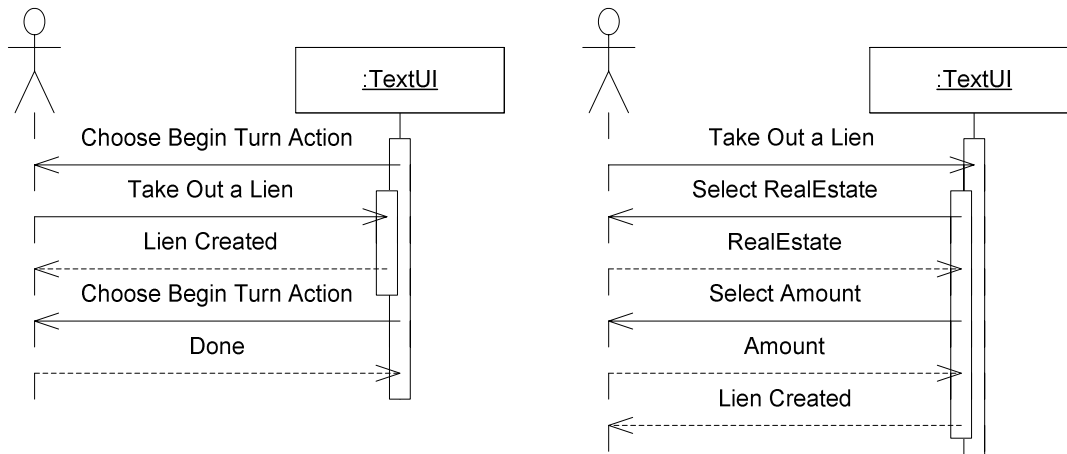 :TextUI
Choose Begin Turn Action
Take Out a Lien
Lien Created
Choose Begin Turn Action
Done
:TextUI
Take Out a Lien
Select RealEstate
RealEstate
Select Amount
Amount
Lien Created